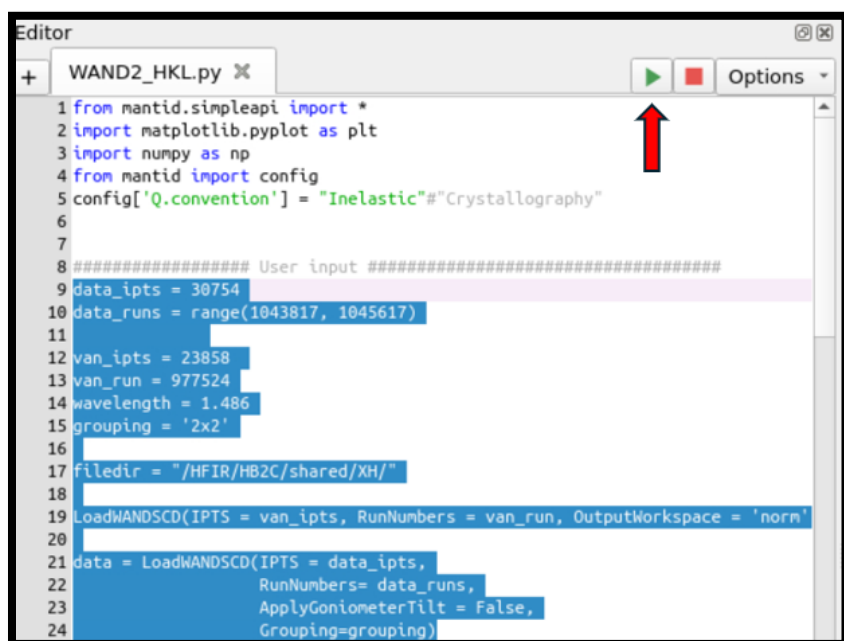 Editor
+ WAND2_HKL.py Options
1 from mantid.simpleapi import *
2 import matplotlib.pyplot as plt
3 import numpy as np
4 from mantid import config
5 config['Q.convention'] = "Inelastic"#"Crystallography"
6
7
8 ################## User input ####################################
9 data_ipts = 30754
10 data_runs = range(1043817, 1045617)
11
12 van_ipts = 23858
13 van_run = 977524
14 wavelength = 1.486
15 grouping = '2x2'
16
17 filedir = "/HFIR/HB2C/shared/XH/"
18
19 LoadWANDSCD(IPTS = van_ipts, RunNumbers = van_run, OutputWorkspace = 'norm'
20
21 data = LoadWANDSCD(IPTS = data_ipts,
22                    RunNumbers= data_runs,
23                    ApplyGoniometerTilt = False,
24                    Grouping=grouping)